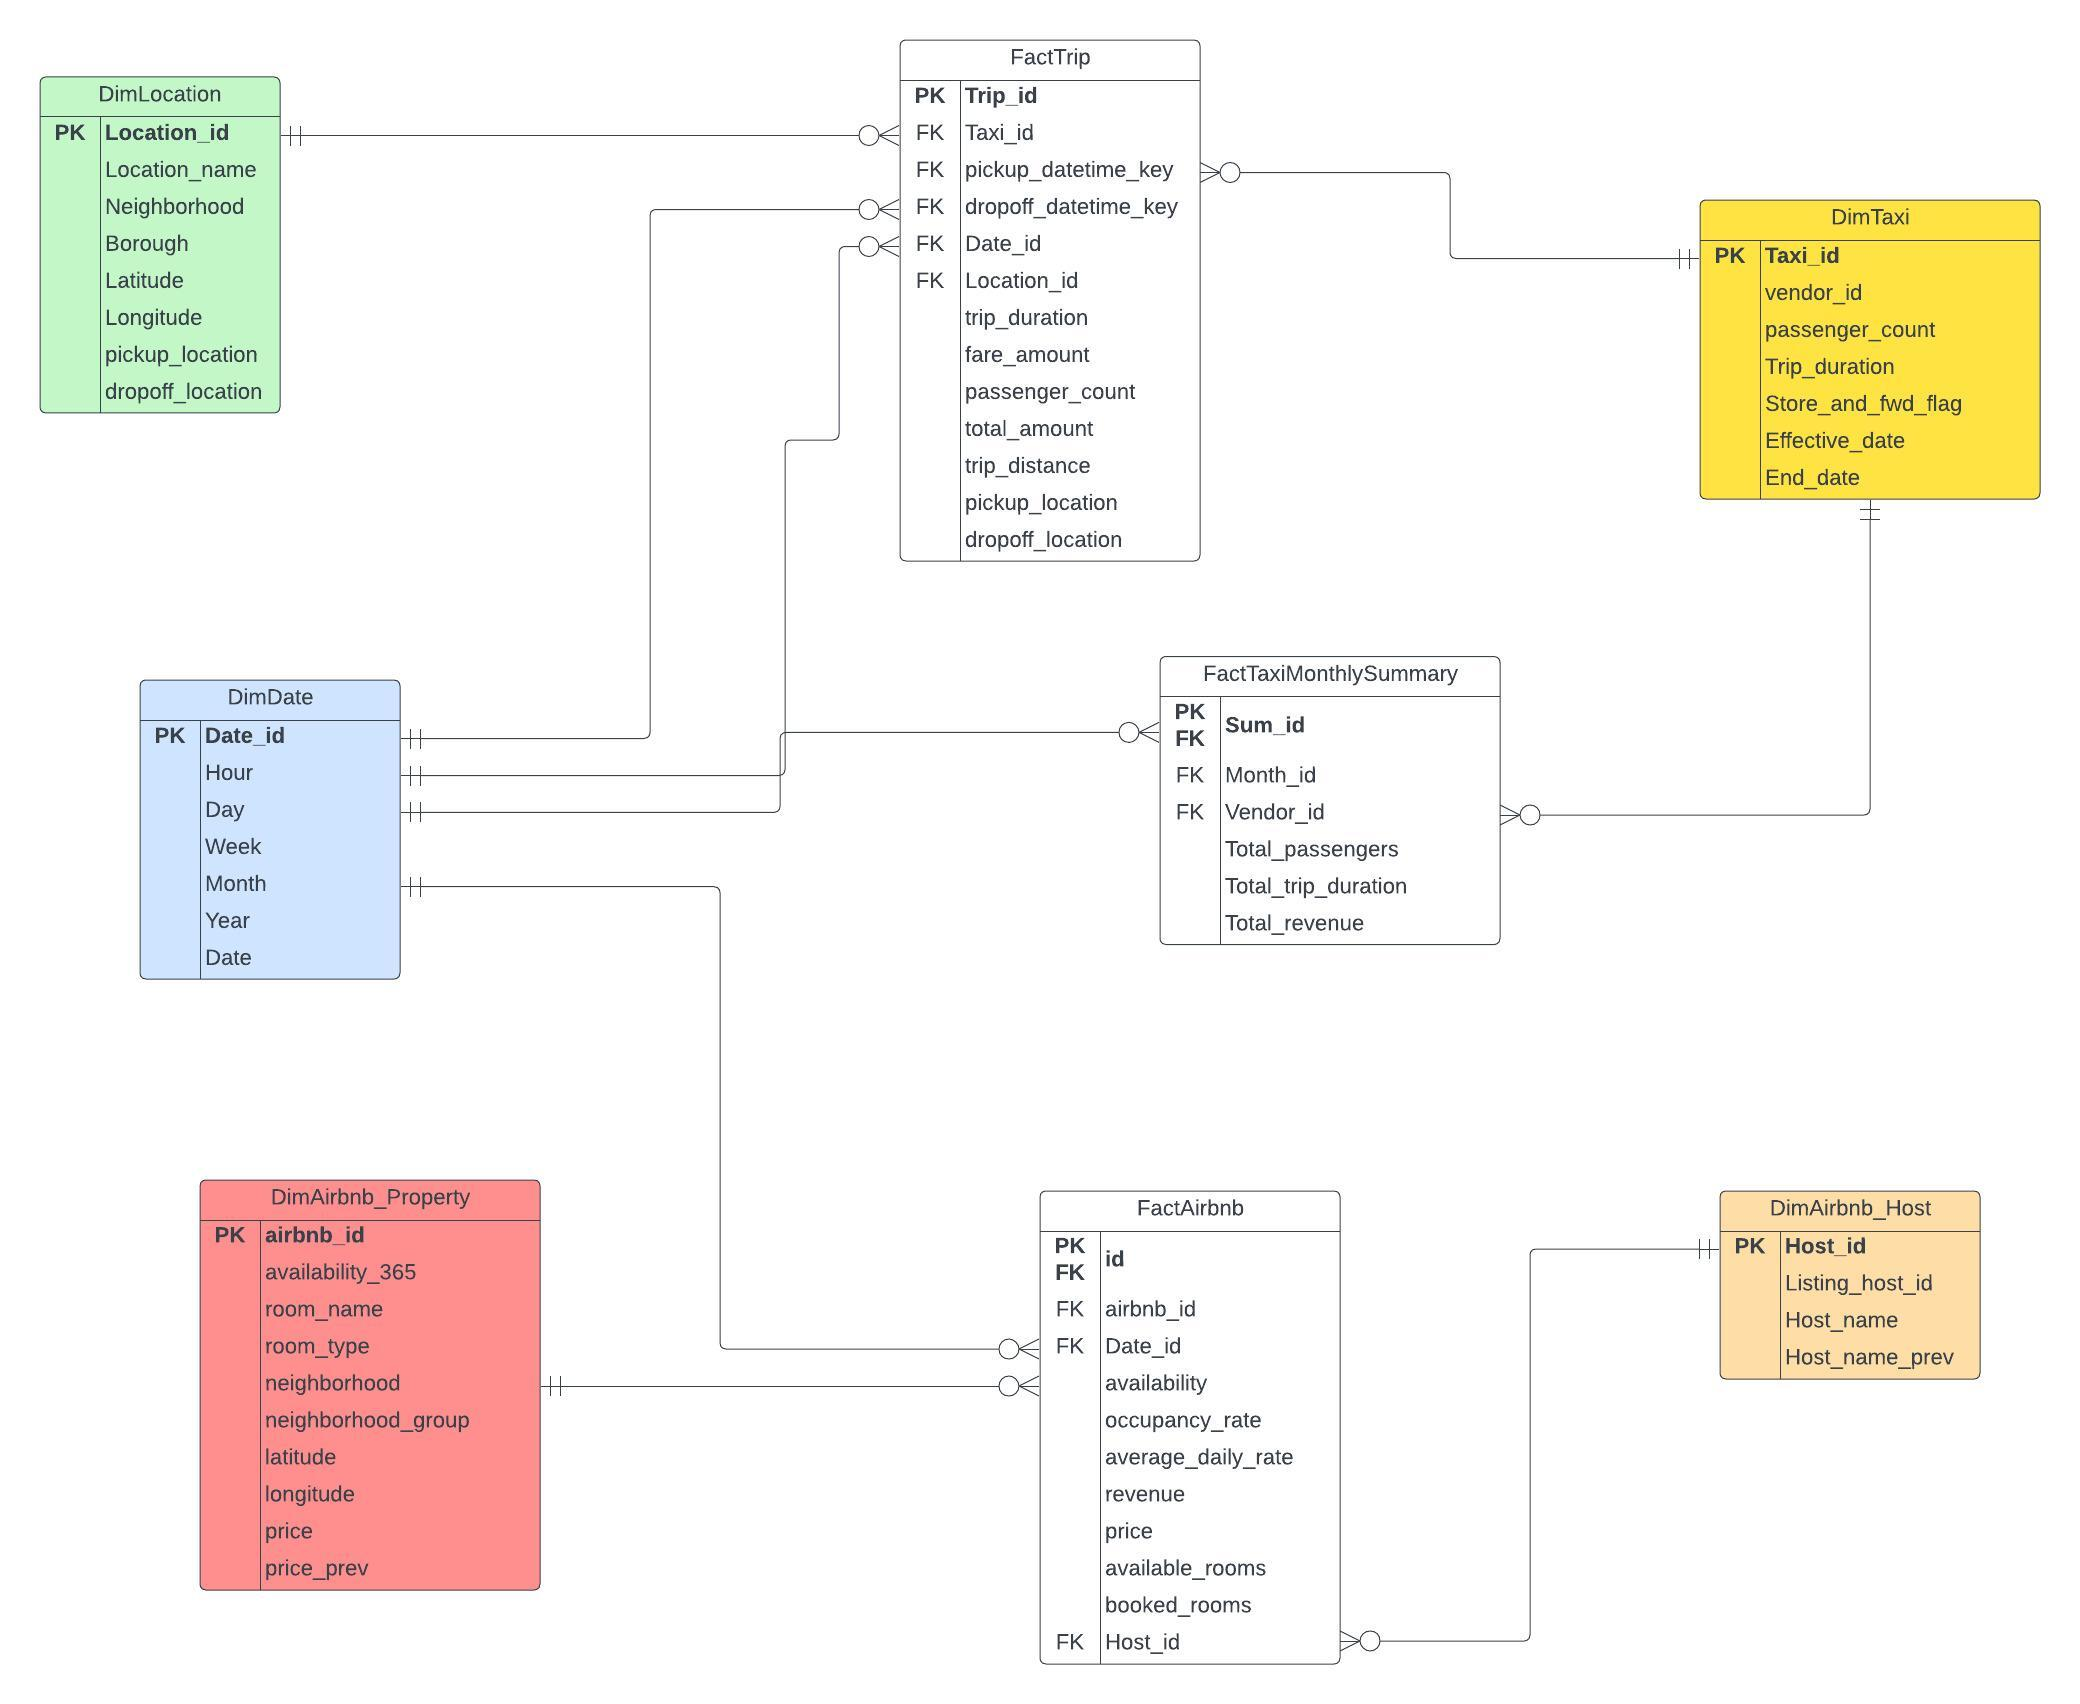 DimLocation
PK Location_id
Location_name
Neighborhood
Borough
Latitude
Longitude
pickup_location
dropoff_location
FactTrip
PK Trip_id
FK Taxi_id
FK pickup_datetime_key
FK dropoff_datetime_key
FK Date_id
FK Location_id
trip_duration
fare_amount
passenger_count
total_amount
trip_distance
pickup_location
dropoff_location
DimTaxi
PK Taxi_id
vendor_id
passenger_count
Trip_duration
Store_and_fwd_flag
Effective_date
End_date
DimDate
PK Date_id
Hour
Day
Week
Month
Year
Date
FactTaxiMonthlySummary
PK
FK Sum_id
FK Month_id
FK Vendor_id
Total_passengers
Total_trip_duration
Total_revenue
DimAirbnb_Property
PK airbnb_id
availability_365
room_name
room_type
neighborhood
neighborhood_group
latitude
longitude
price
price_prev
FactAirbnb
PK
FK id
FK airbnb_id
FK Date_id
availability
occupancy_rate
average_daily_rate
revenue
price
available_rooms
booked_rooms
FK Host_id
DimAirbnb_Host
PK Host_id
Listing_host_id
Host_name
Host_name_prev